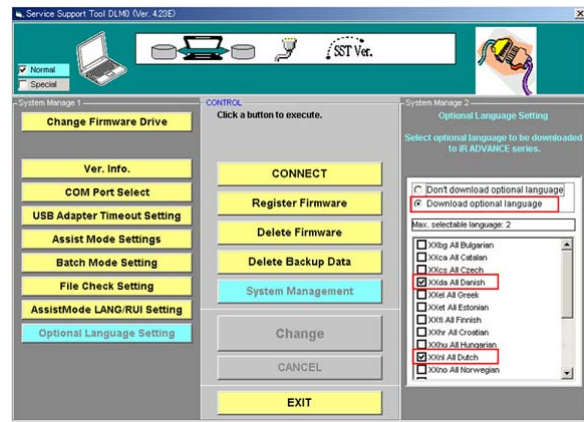 Service Support Tool DLM0 (Ver. 4.23E)
Normal
Special
SST Ver.
System Manage 1
Change Firmware Drive
Ver. Info.
COM Port Select
USB Adapter Timeout Setting
Assist Mode Settings
Batch Mode Setting
File Check Setting
AssistMode LANG/RUI Setting
Optional Language Setting
CONTROL
Click a button to execute.
CONNECT
Register Firmware
Delete Firmware
Delete Backup Data
System Management
Change
CANCEL
EXIT
System Manage 2
Optional Language Setting
Select optional language to be downloaded
to iR ADVANCE series.
Don't download optional language
Download optional language
Max. selectable language: 2
XXbg All Bulgarian
XXca All Catalan
XXcs All Czech
XXda All Danish
XXel All Greek
XXet All Estonian
XXfi All Finnish
XXhr All Croatian
XXhu All Hungarian
XXnl All Dutch
XXno All Norwegian